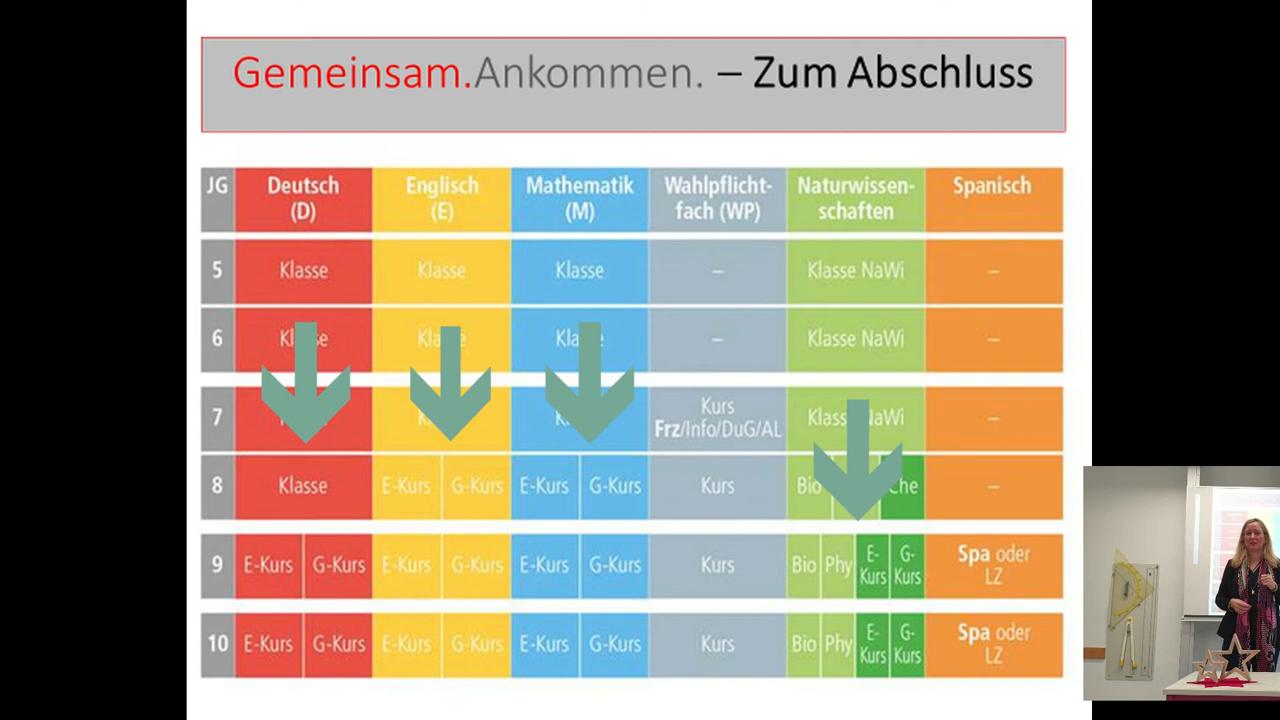 Gemeinsam.Ankommen. – Zum Abschluss
JG Deutsch (D) Englisch (E) Mathematik (M) Wahlpflicht-fach (WP) Naturwissen-schaften Spanisch
5 Klasse Klasse Klasse – Klasse NaWi –
6 – Klasse NaWi –
7 Kurs Frz/Info/DuG/AL –
8 Klasse E-Kurs G-Kurs E-Kurs G-Kurs Kurs Bio Che –
9 E-Kurs G-Kurs E-Kurs G-Kurs E-Kurs G-Kurs Kurs Bio Phy E-Kurs G-Kurs Spa oder LZ
10 E-Kurs G-Kurs E-Kurs G-Kurs E-Kurs G-Kurs Kurs Bio Phy E-Kurs G-Kurs Spa oder LZ